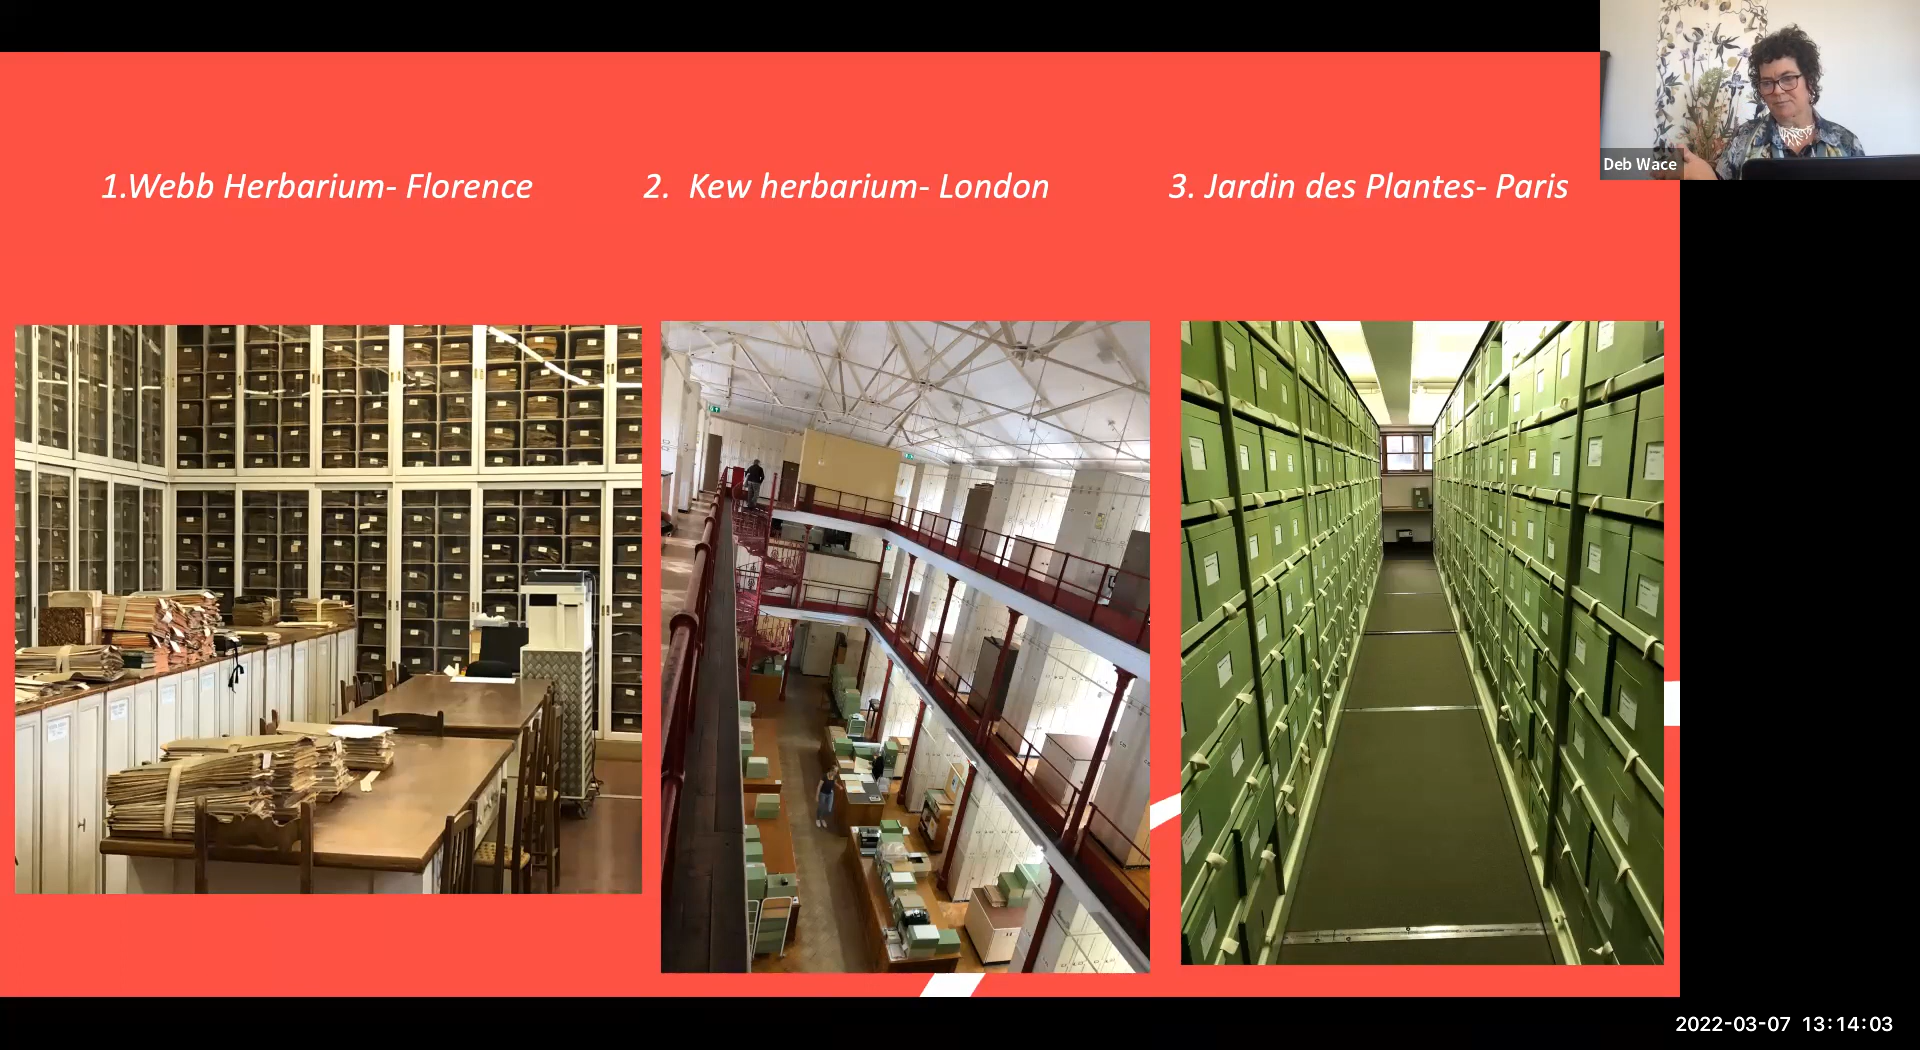 Deb Wace
1.Webb Herbarium- Florence
2. Kew herbarium- London
3. Jardin des Plantes- Paris
2022-03-07 13:14:03